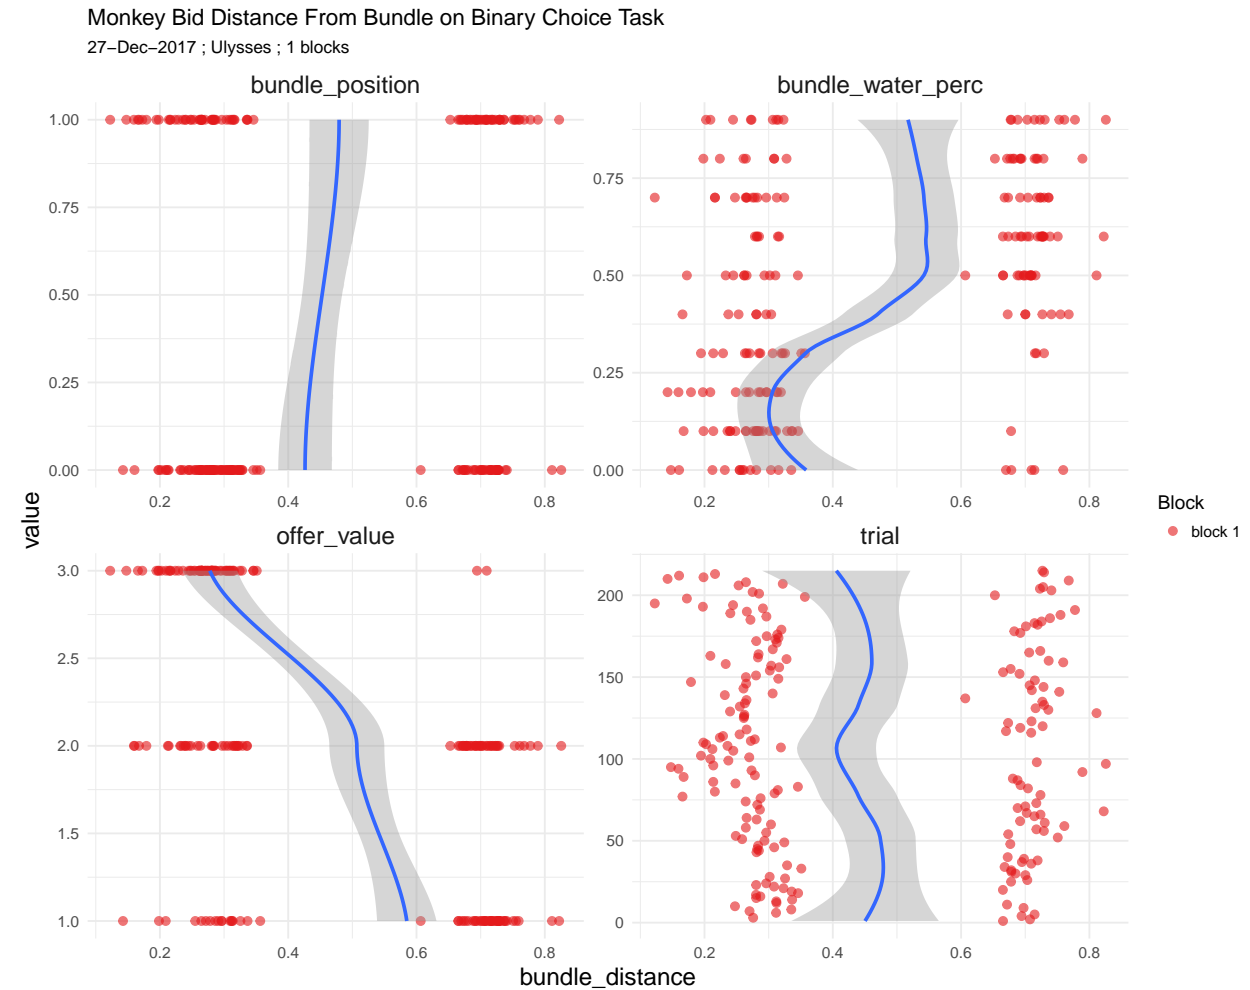 Monkey Bid Distance From Bundle on Binary Choice Task
27−Dec−2017 ; Ulysses ; 1 blocks
bundle_position
bundle_water_perc
1.00
0.75
0.50
0.25
0.00
0.2 0.4 0.6 0.8
0.75
0.50
0.25
0.00
0.2 0.4 0.6 0.8
value
offer_value
trial
3.0
2.5
2.0
1.5
1.0
0.2 0.4 0.6 0.8
200
150
100
50
0
0.2 0.4 0.6 0.8
bundle_distance
Block
block 1